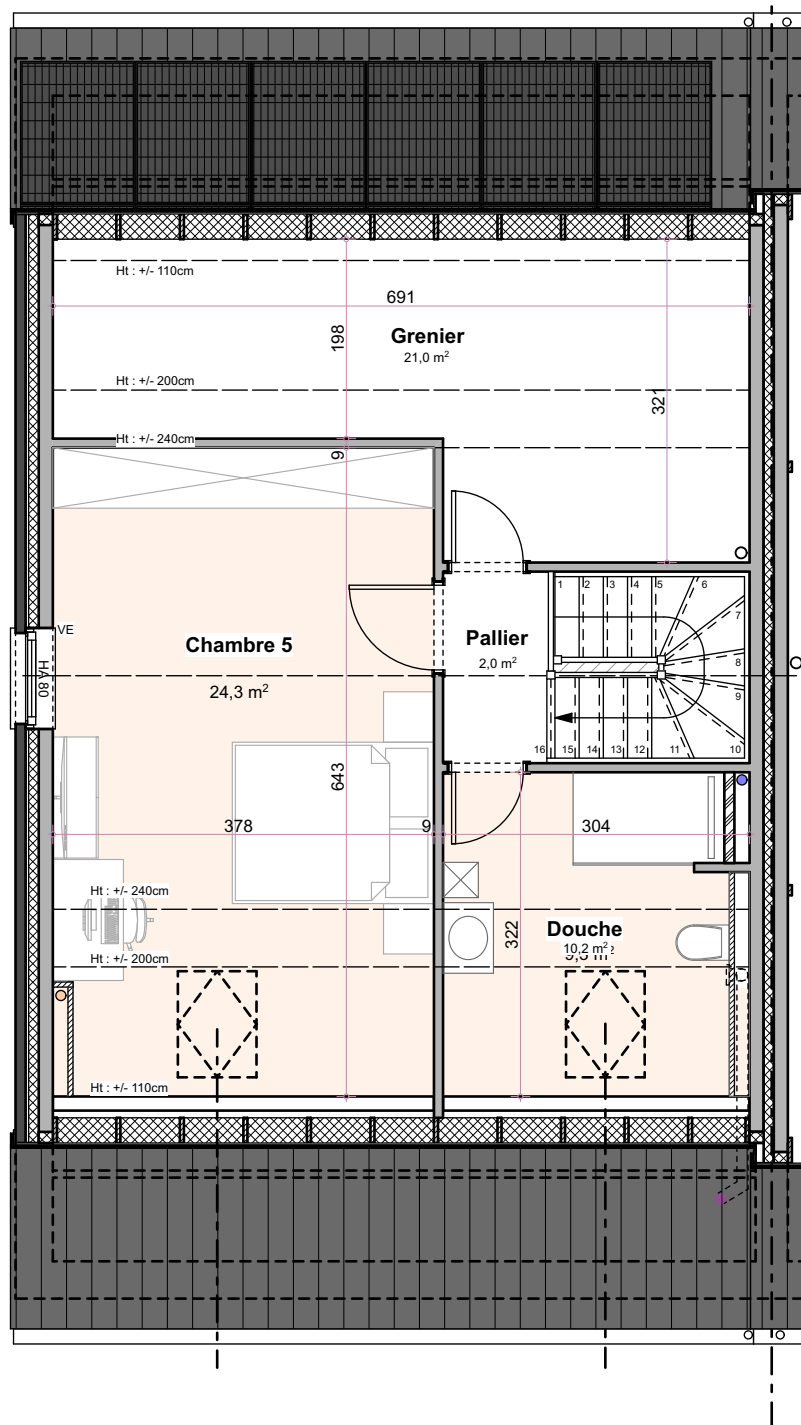 Ht : +/- 110cm
691
Grenier
21,0 m²
198
Ht : +/- 200cm
321
Ht : +/- 240cm
9
1 2 3 4 5 6
7
8
9
10
11
12
13
14
15
16
VE
HA 80
Chambre 5
24,3 m²
Pallier
2,0 m²
643
378
9
304
Ht : +/- 240cm
322
Douche
10,2 m²
Ht : +/- 200cm
Ht : +/- 110cm